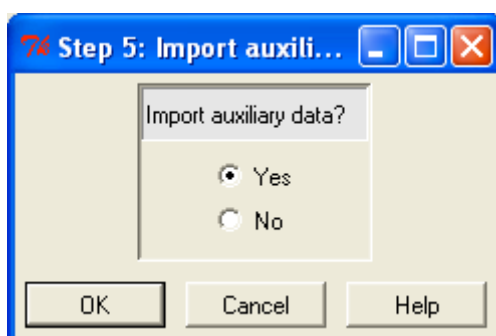 Step 5: Import auxili...
Import auxiliary data?
Yes
No
OK Cancel Help